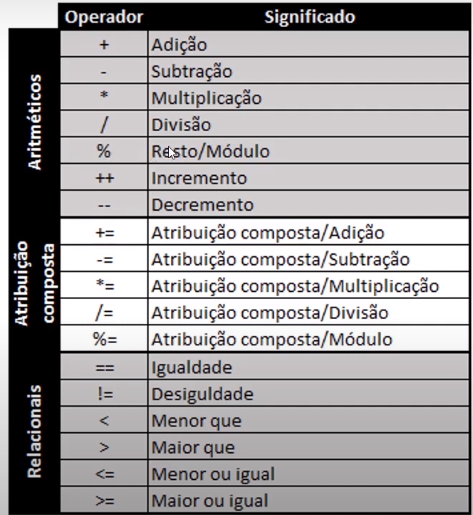 Operador Significado
Aritméticos
+ Adição
- Subtração
* Multiplicação
/ Divisão
% Resto/Módulo
++ Incremento
-- Decremento
Atribuição composta
+= Atribuição composta/Adição
-= Atribuição composta/Subtração
*= Atribuição composta/Multiplicação
/= Atribuição composta/Divisão
%= Atribuição composta/Módulo
Relacionais
== Igualdade
!= Desiguldade
< Menor que
> Maior que
<= Menor ou igual
>= Maior ou igual